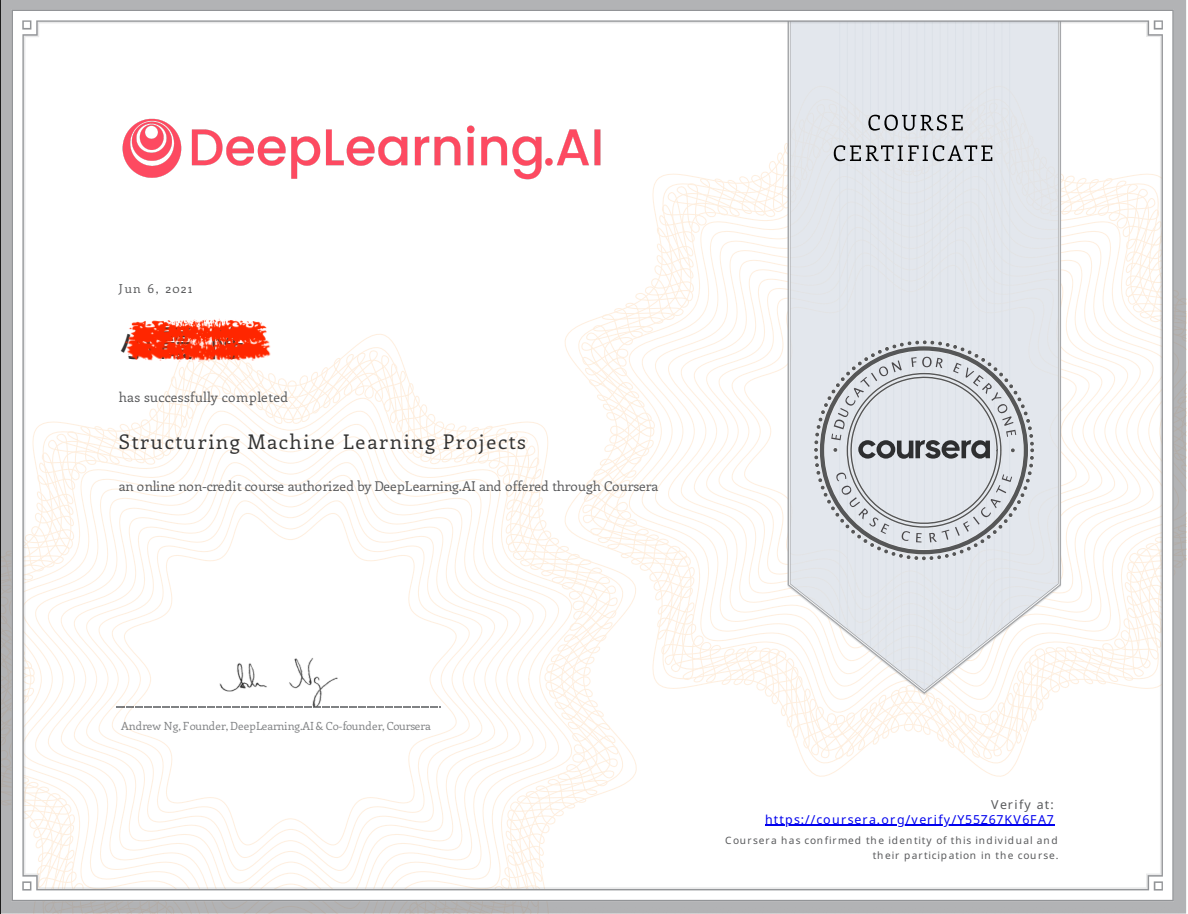 DeepLearning.AI
COURSE
CERTIFICATE
Jun 6, 2021
has successfully completed
Structuring Machine Learning Projects
an online non-credit course authorized by DeepLearning.AI and offered through Coursera
EDUCATION FOR EVERYONE
coursera
COURSE CERTIFICATE
Andrew Ng, Founder, DeepLearning.AI & Co-founder, Coursera
Verify at:
https://coursera.org/verify/Y55Z67KV6FA7
Coursera has confirmed the identity of this individual and
their participation in the course.